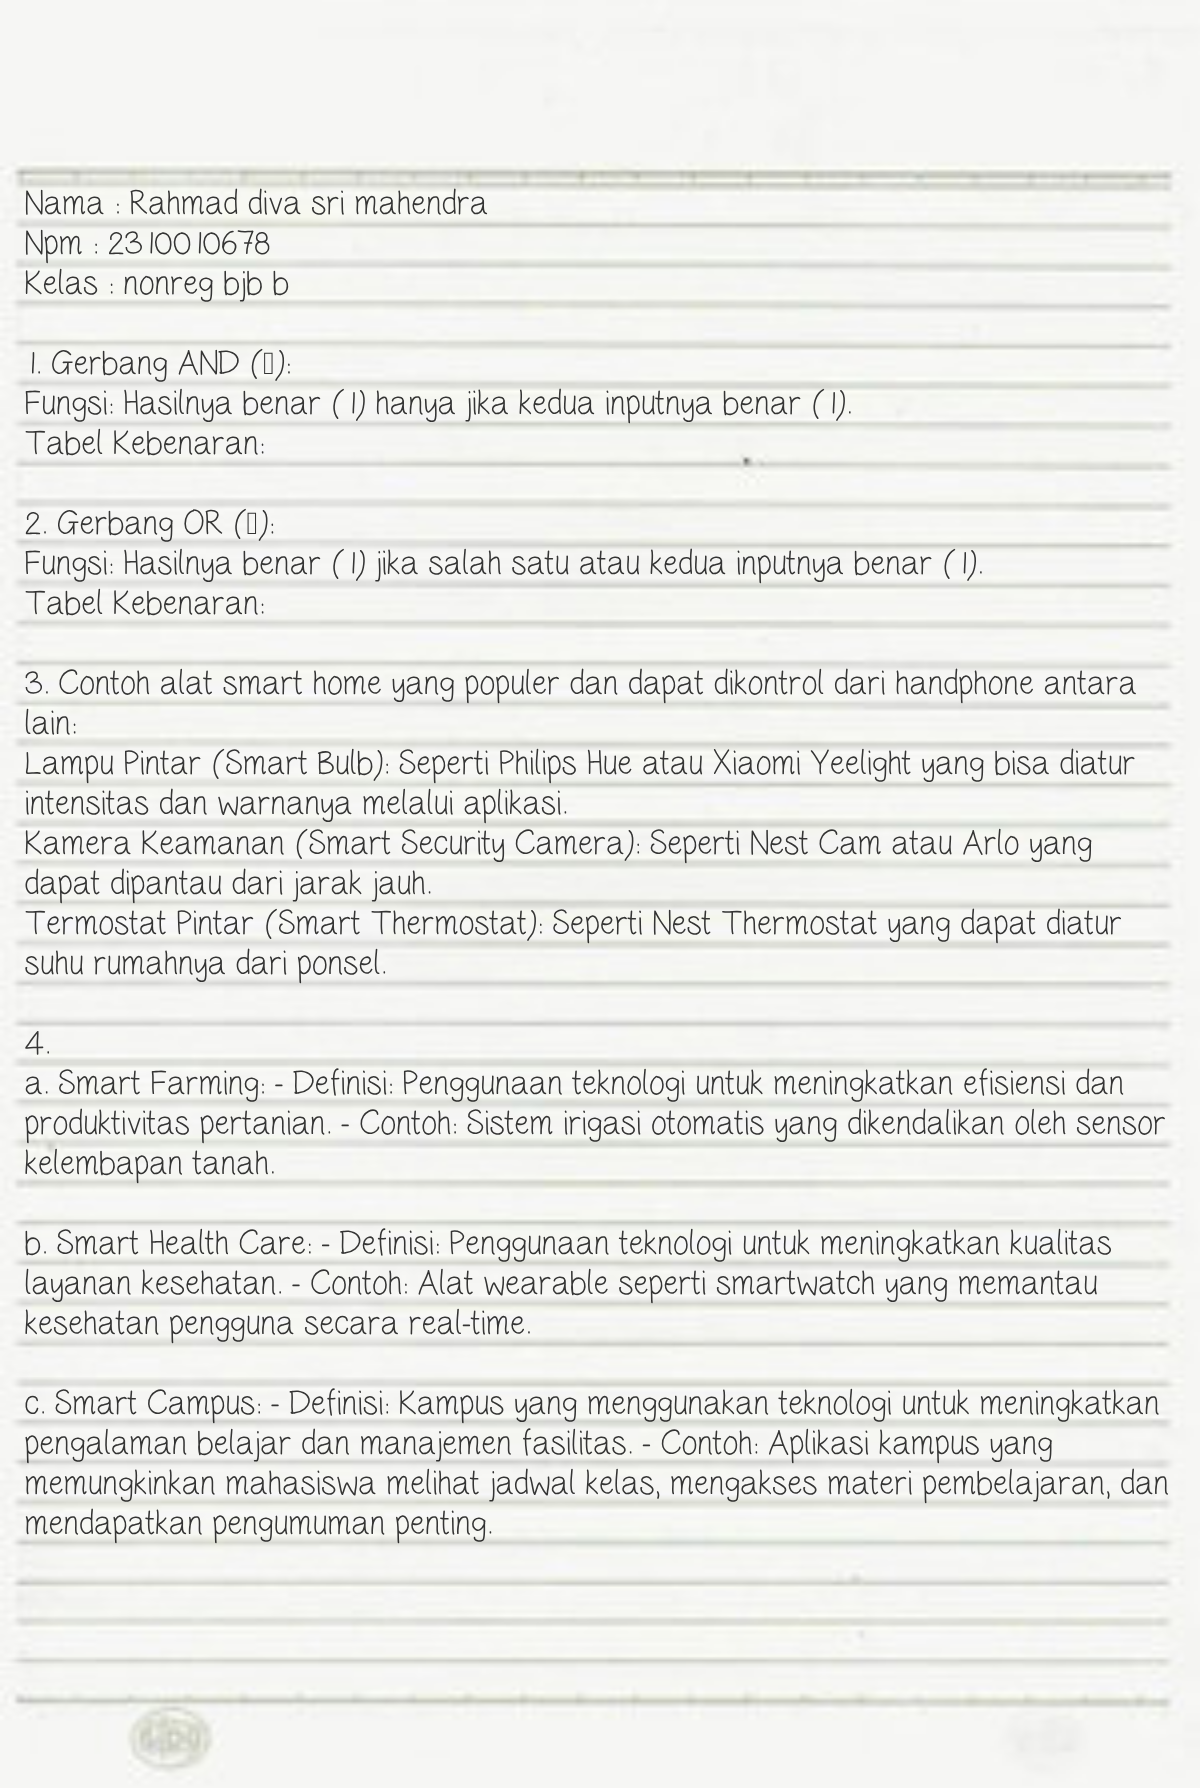 Nama : Rahmad diva sri mahendra
Npm : 2310010678
Kelas : nonreg bjb b
1. Gerbang AND (▯):
Fungsi: Hasilnya benar (1) hanya jika kedua inputnya benar (1).
Tabel Kebenaran:
2. Gerbang OR (▯):
Fungsi: Hasilnya benar (1) jika salah satu atau kedua inputnya benar (1).
Tabel Kebenaran:
3. Contoh alat smart home yang populer dan dapat dikontrol dari handphone antara
lain:
Lampu Pintar (Smart Bulb): Seperti Philips Hue atau Xiaomi Yeelight yang bisa diatur
intensitas dan warnanya melalui aplikasi.
Kamera Keamanan (Smart Security Camera): Seperti Nest Cam atau Arlo yang
dapat dipantau dari jarak jauh.
Termostat Pintar (Smart Thermostat): Seperti Nest Thermostat yang dapat diatur
suhu rumahnya dari ponsel.
4.
a. Smart Farming: - Definisi: Penggunaan teknologi untuk meningkatkan efisiensi dan
produktivitas pertanian. - Contoh: Sistem irigasi otomatis yang dikendalikan oleh sensor
kelembapan tanah.
b. Smart Health Care: - Definisi: Penggunaan teknologi untuk meningkatkan kualitas
layanan kesehatan. - Contoh: Alat wearable seperti smartwatch yang memantau
kesehatan pengguna secara real-time.
c. Smart Campus: - Definisi: Kampus yang menggunakan teknologi untuk meningkatkan
pengalaman belajar dan manajemen fasilitas. - Contoh: Aplikasi kampus yang
memungkinkan mahasiswa melihat jadwal kelas, mengakses materi pembelajaran, dan
mendapatkan pengumuman penting.